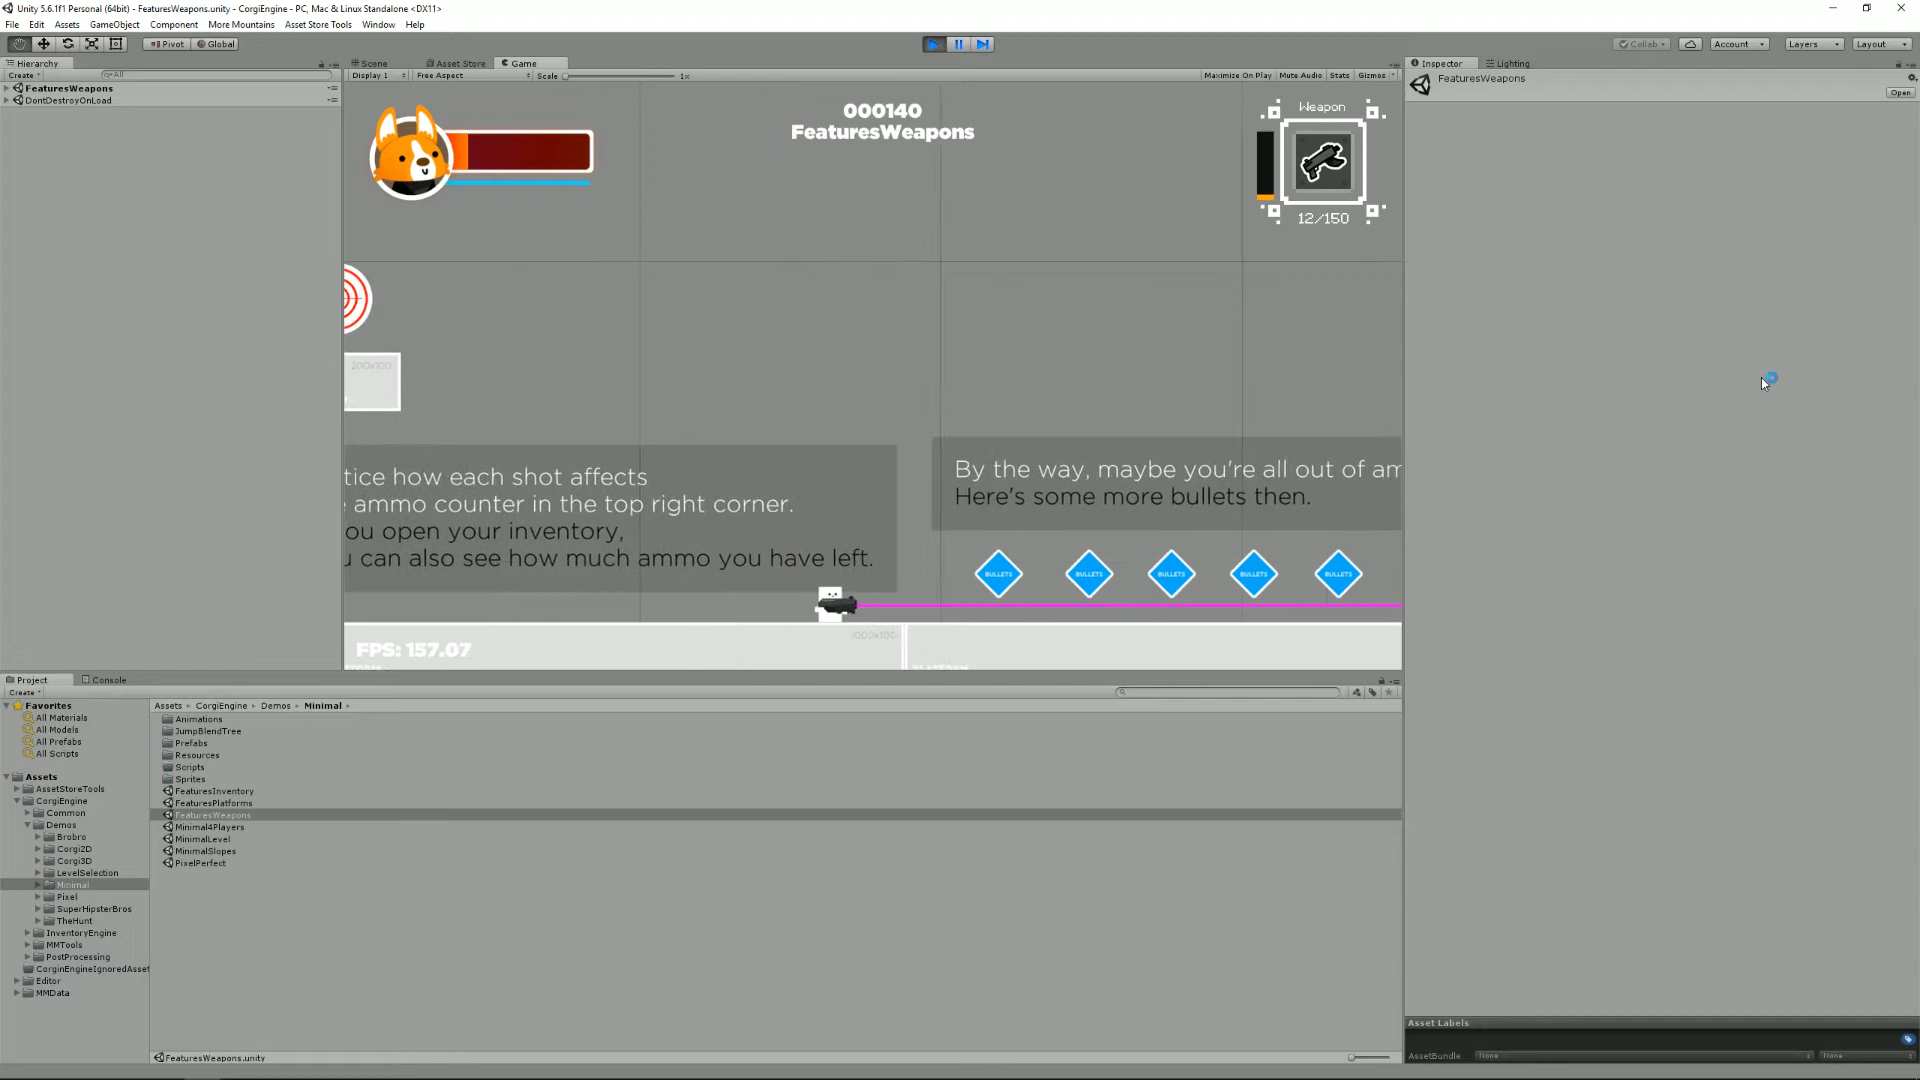 Unity 5.6.1f1 Personal (64bit) - FeaturesWeapons.unity - CorgiEngine - PC, Mac & Linux Standalone <DX11>
File Edit Assets GameObject Component More Mountains Asset Store Tools Window Help
Pivot Global Collab Account Layers Layout
Hierarchy Scene Asset Store Game Inspector Lighting
Create All Display 1 Free Aspect Scale 1x Maximize On Play Mute Audio Stats Gizmos FeaturesWeapons
FeaturesWeapons
DontDestroyOnLoad
Open
000140
FeaturesWeapons
Weapon
12/150
tice how each shot affects
e ammo counter in the top right corner.
ou open your inventory,
u can also see how much ammo you have left.
By the way, maybe you're all out of am
Here's some more bullets then.
BULLETS BULLETS BULLETS BULLETS BULLETS
FPS: 157.07
Project Console
Create
Favorites
All Materials
All Models
All Prefabs
All Scripts
Assets
AssetStoreTools
CorgiEngine
Common
Demos
Brobro
Corgi2D
Corgi3D
LevelSelection
Minimal
Pixel
SuperHipsterBros
TheHunt
InventoryEngine
MMTools
PostProcessing
CorginEngineIgnoredAsset
Editor
MMData
Assets CorgiEngine Demos Minimal
Animations
JumpBlendTree
Prefabs
Resources
Scripts
Sprites
FeaturesInventory
FeaturesPlatforms
FeaturesWeapons
Minimal4Players
MinimalLevel
MinimalSlopes
PixelPerfect
FeaturesWeapons.unity
Asset Labels
AssetBundle None None